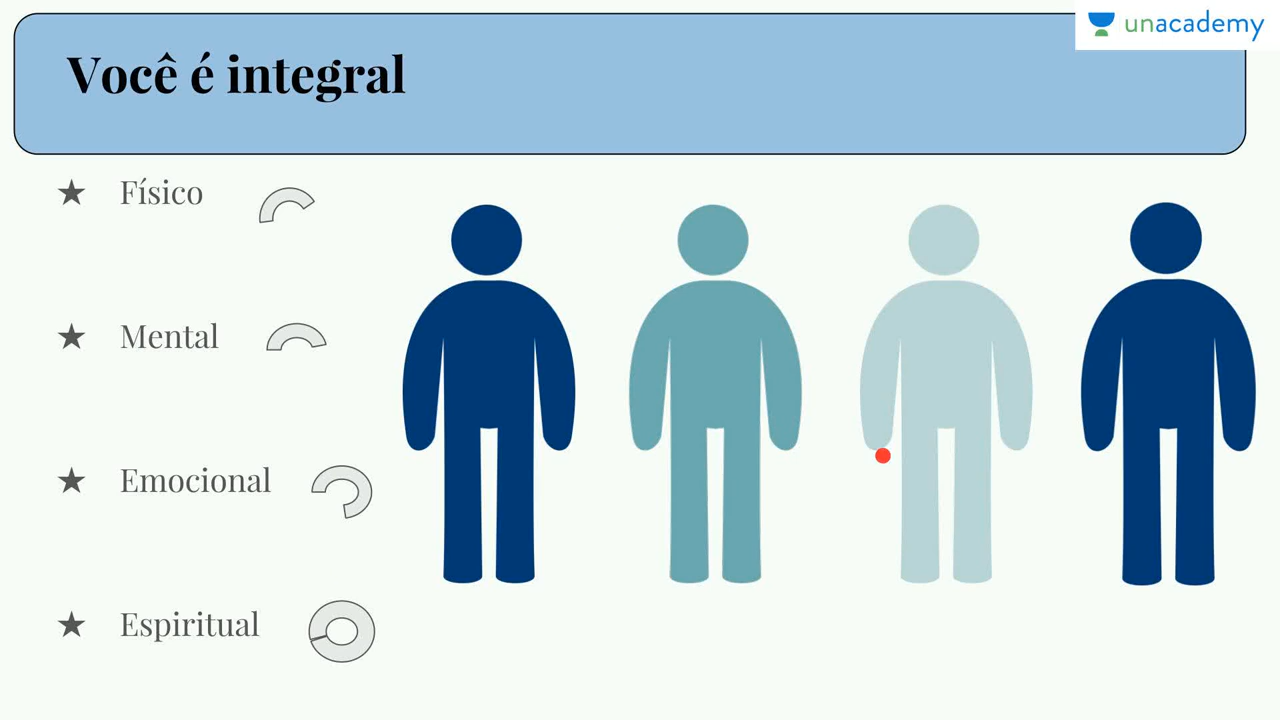 unacademy
Você é integral
★ Físico
★ Mental
★ Emocional
★ Espiritual